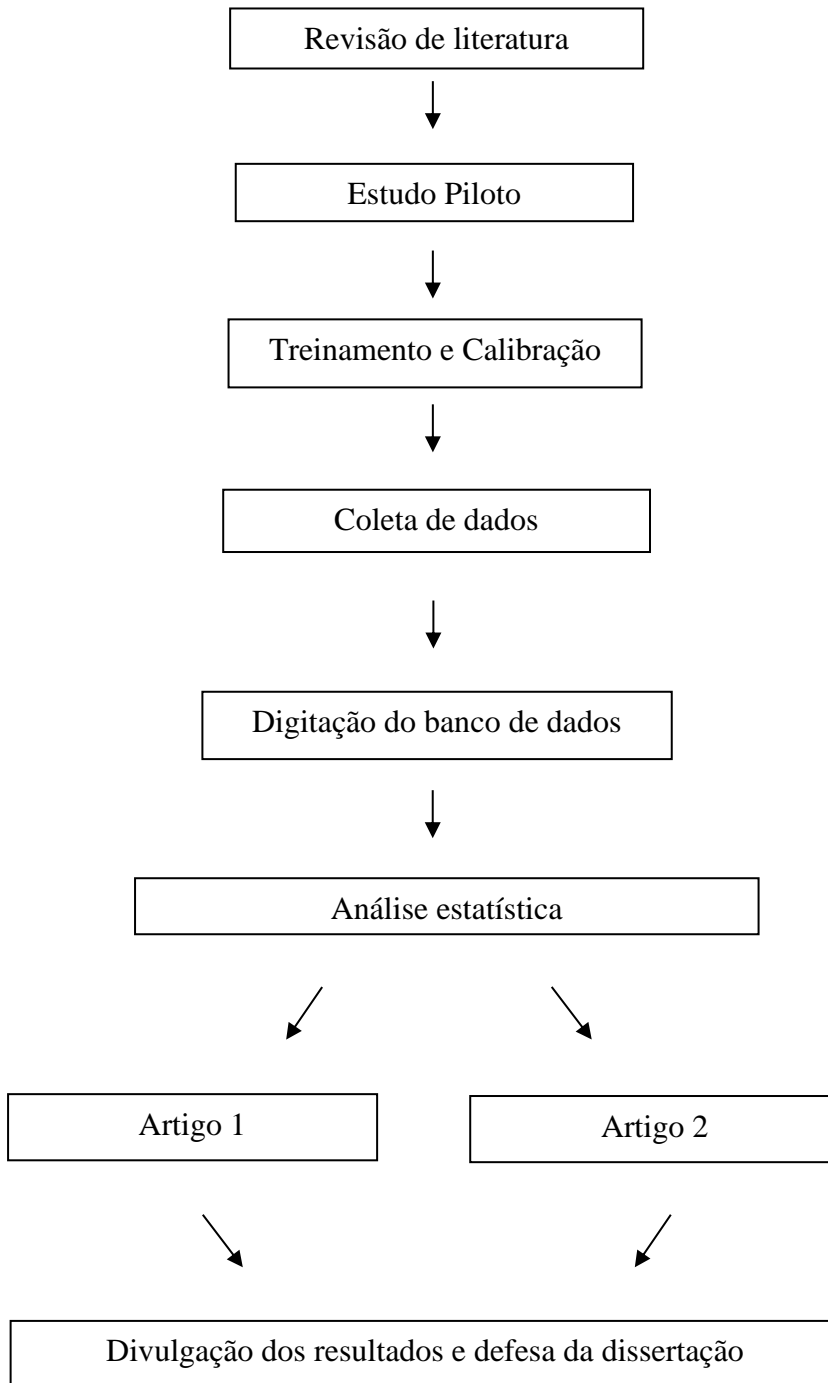 Revisão de literatura
Estudo Piloto
Treinamento e Calibração
Coleta de dados
Digitação do banco de dados
Análise estatística
Artigo 1
Artigo 2
Divulgação dos resultados e defesa da dissertação